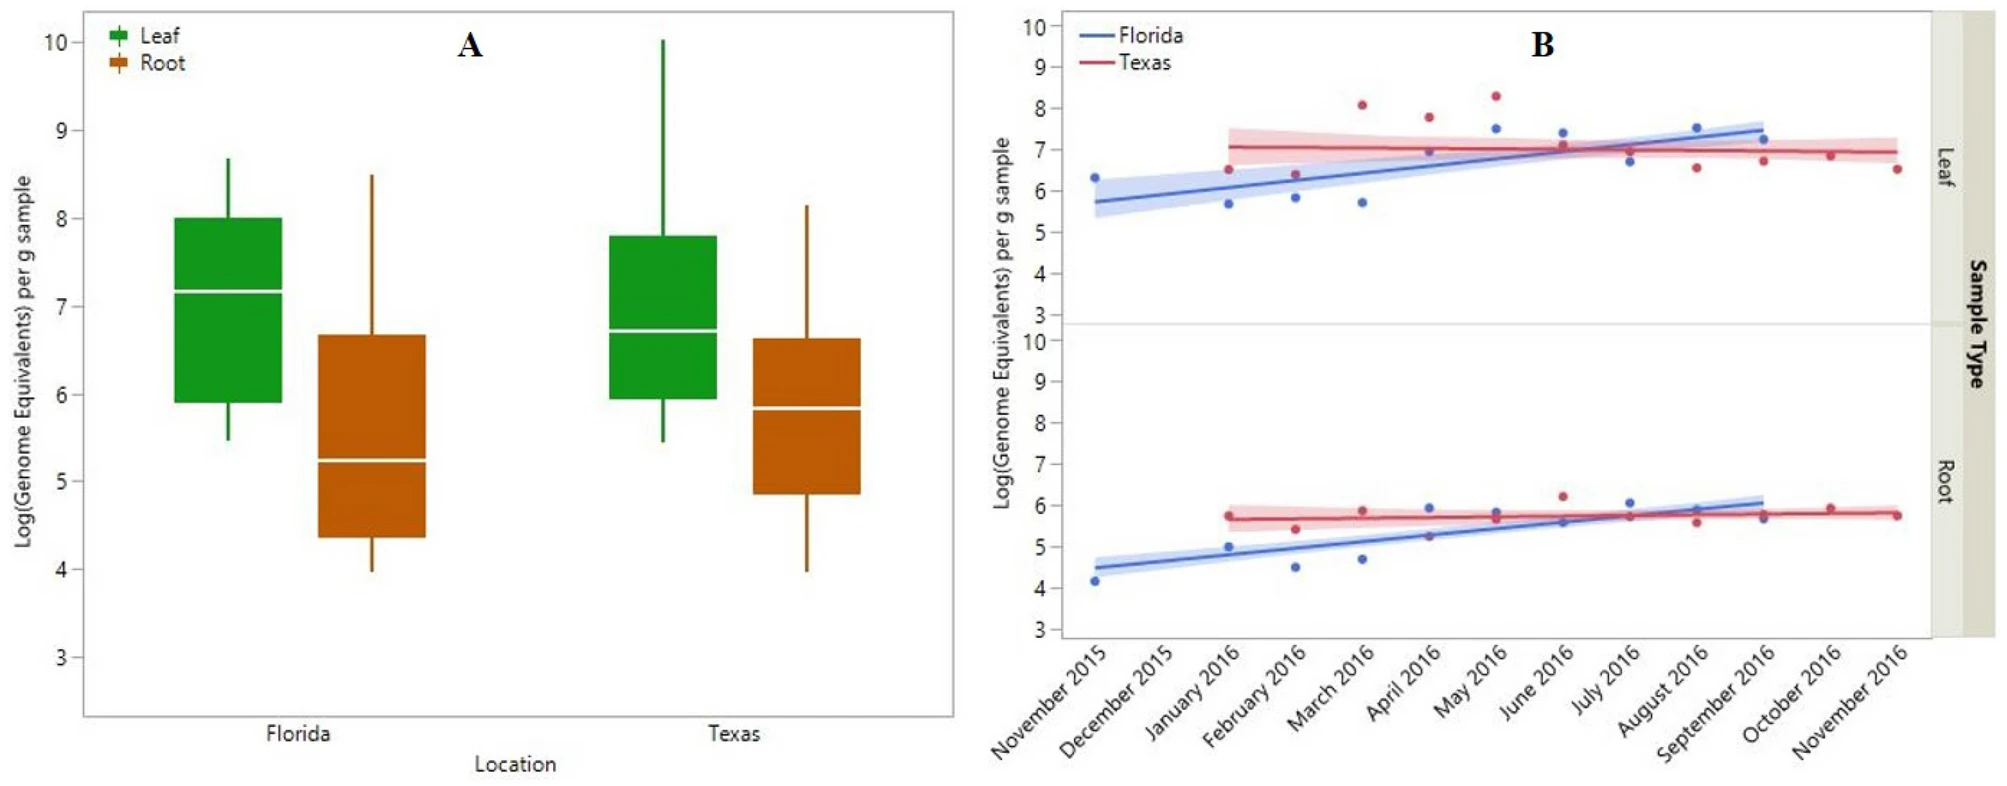 A
Leaf
Root
Log(Genome Equivalents) per g sample
10
9
8
7
6
5
4
3
Florida
Texas
Location
B
Florida
Texas
Log(Genome Equivalents) per g sample
10
9
8
7
6
5
4
3
Leaf
10
9
8
7
6
5
4
3
Root
Sample Type
November 2015
December 2015
January 2016
February 2016
March 2016
April 2016
May 2016
June 2016
July 2016
August 2016
September 2016
October 2016
November 2016